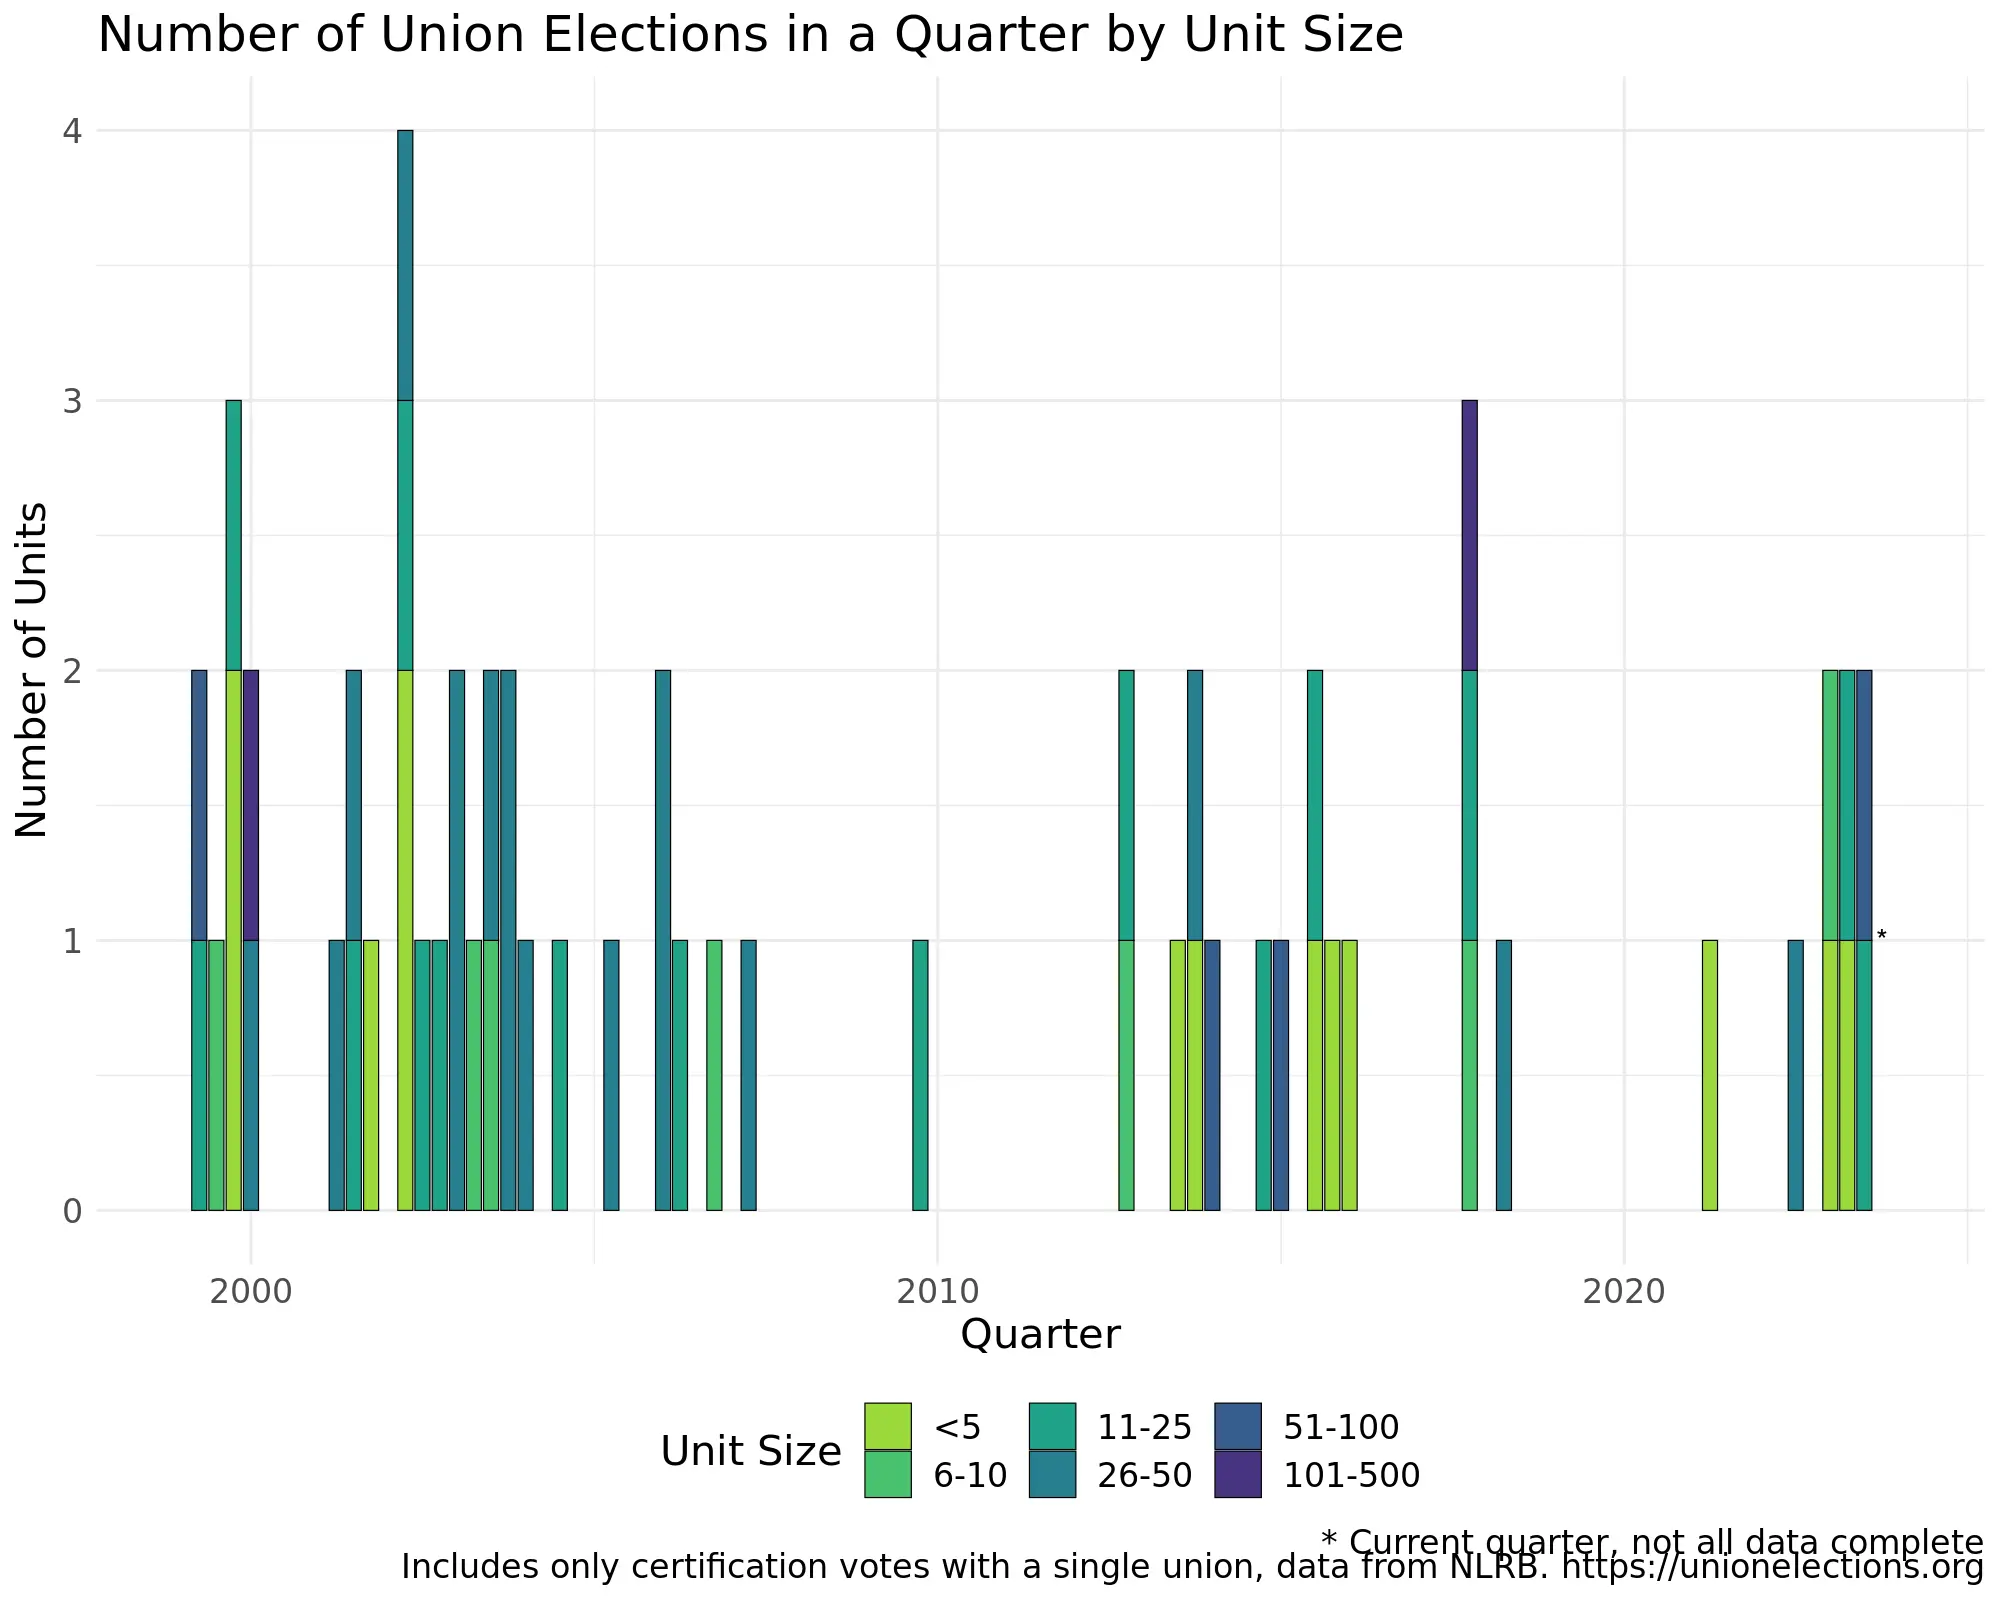 Number of Union Elections in a Quarter by Unit Size
Number of Units
4
3
2
1
0
*
2000 2010 2020
Quarter
Unit Size
<5 11-25 51-100
6-10 26-50 101-500
* Current quarter, not all data complete
Includes only certification votes with a single union, data from NLRB. https://unionelections.org